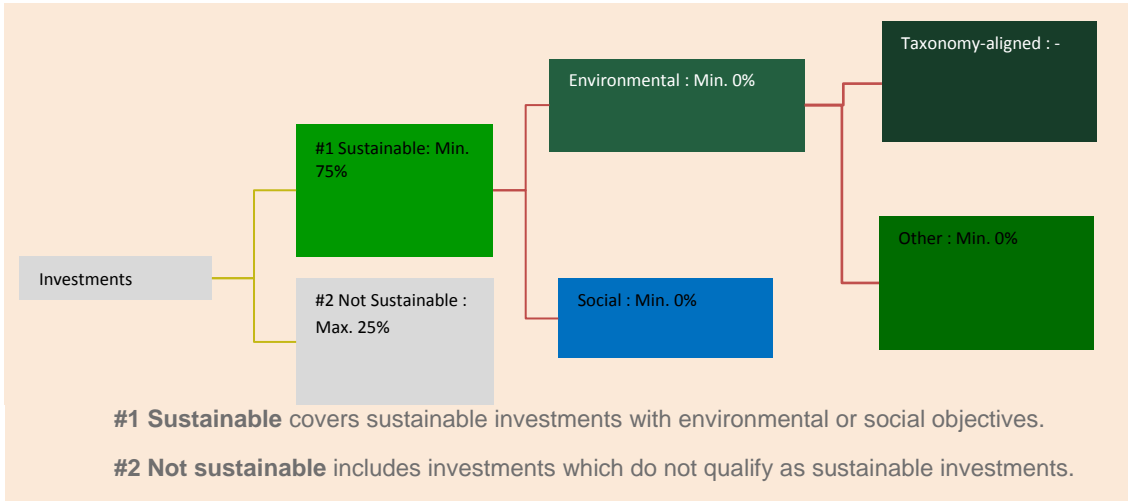 Taxonomy-aligned : -
Environmental : Min. 0%
#1 Sustainable: Min.
75%
Other : Min. 0%
Investments
#2 Not Sustainable :
Max. 25%
Social : Min. 0%
#1 Sustainable covers sustainable investments with environmental or social objectives.
#2 Not sustainable includes investments which do not qualify as sustainable investments.